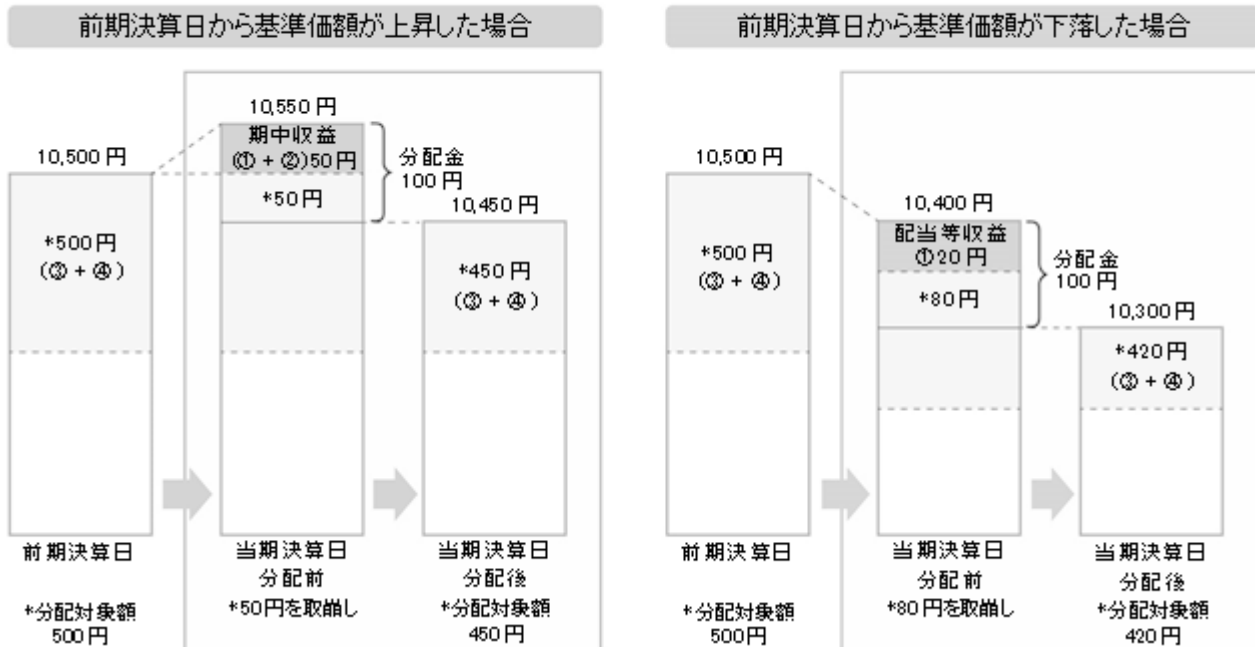 前期決算日から基準価額が上昇した場合
10,550円
期中収益
(①+②)50円
*50円
分配金
100円
10,500円
*500円
(③+④)
10,450円
*450円
(③+④)
前期決算日
*分配対象額
500円
当期決算日
分配前
*50円を取崩し
当期決算日
分配後
*分配対象額
450円
前期決算日から基準価額が下落した場合
10,500円
*500円
(③+④)
10,400円
配当等収益
①20円
*80円
分配金
100円
10,300円
*420円
(③+④)
前期決算日
*分配対象額
500円
当期決算日
分配前
*80円を取崩し
当期決算日
分配後
*分配対象額
420円